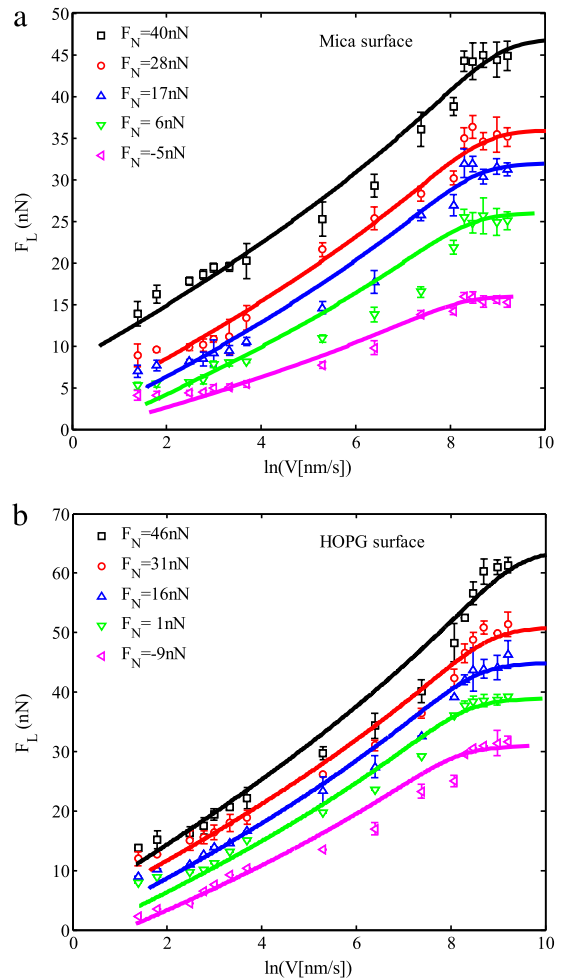 a
50
45
40
35
30
25
20
15
10
5
0
F_L (nN)
Mica surface
F_N=40nN
F_N=28nN
F_N=17nN
F_N= 6nN
F_N=-5nN
0 2 4 6 8 10
ln(V[nm/s])
b
70
60
50
40
30
20
10
0
F_L (nN)
HOPG surface
F_N=46nN
F_N=31nN
F_N=16nN
F_N= 1nN
F_N=-9nN
0 2 4 6 8 10
ln(V[nm/s])